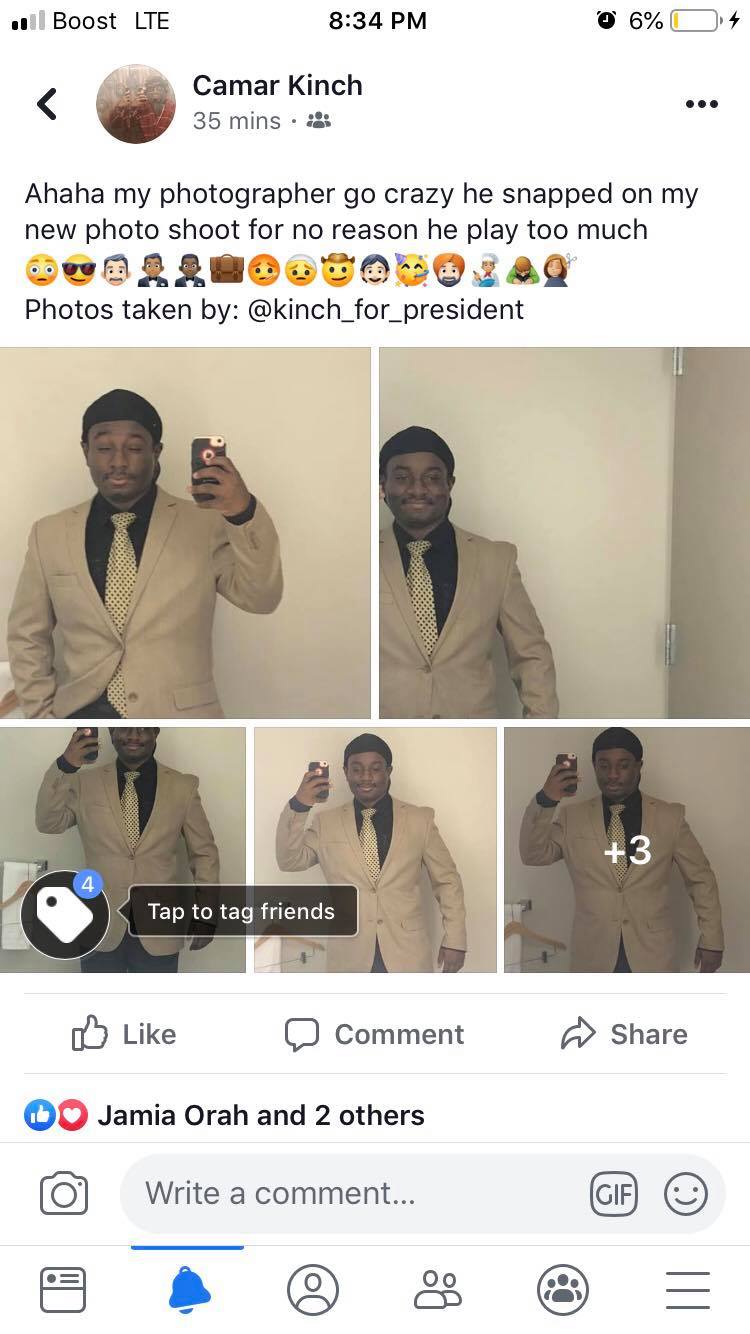 Boost LTE 8:34 PM 6%
Camar Kinch
35 mins ·
Ahaha my photographer go crazy he snapped on my
new photo shoot for no reason he play too much
😳😎👨🏻‍🦳🤵🏽🤵🏿💼🤒🤕🤠🧑🏻🥳👳🏽‍♂️👨🏼‍🍳🙇🏽‍♂️💇🏼‍♀️
Photos taken by: @kinch_for_president
+3
4
Tap to tag friends
Like Comment Share
Jamia Orah and 2 others
Write a comment... GIF